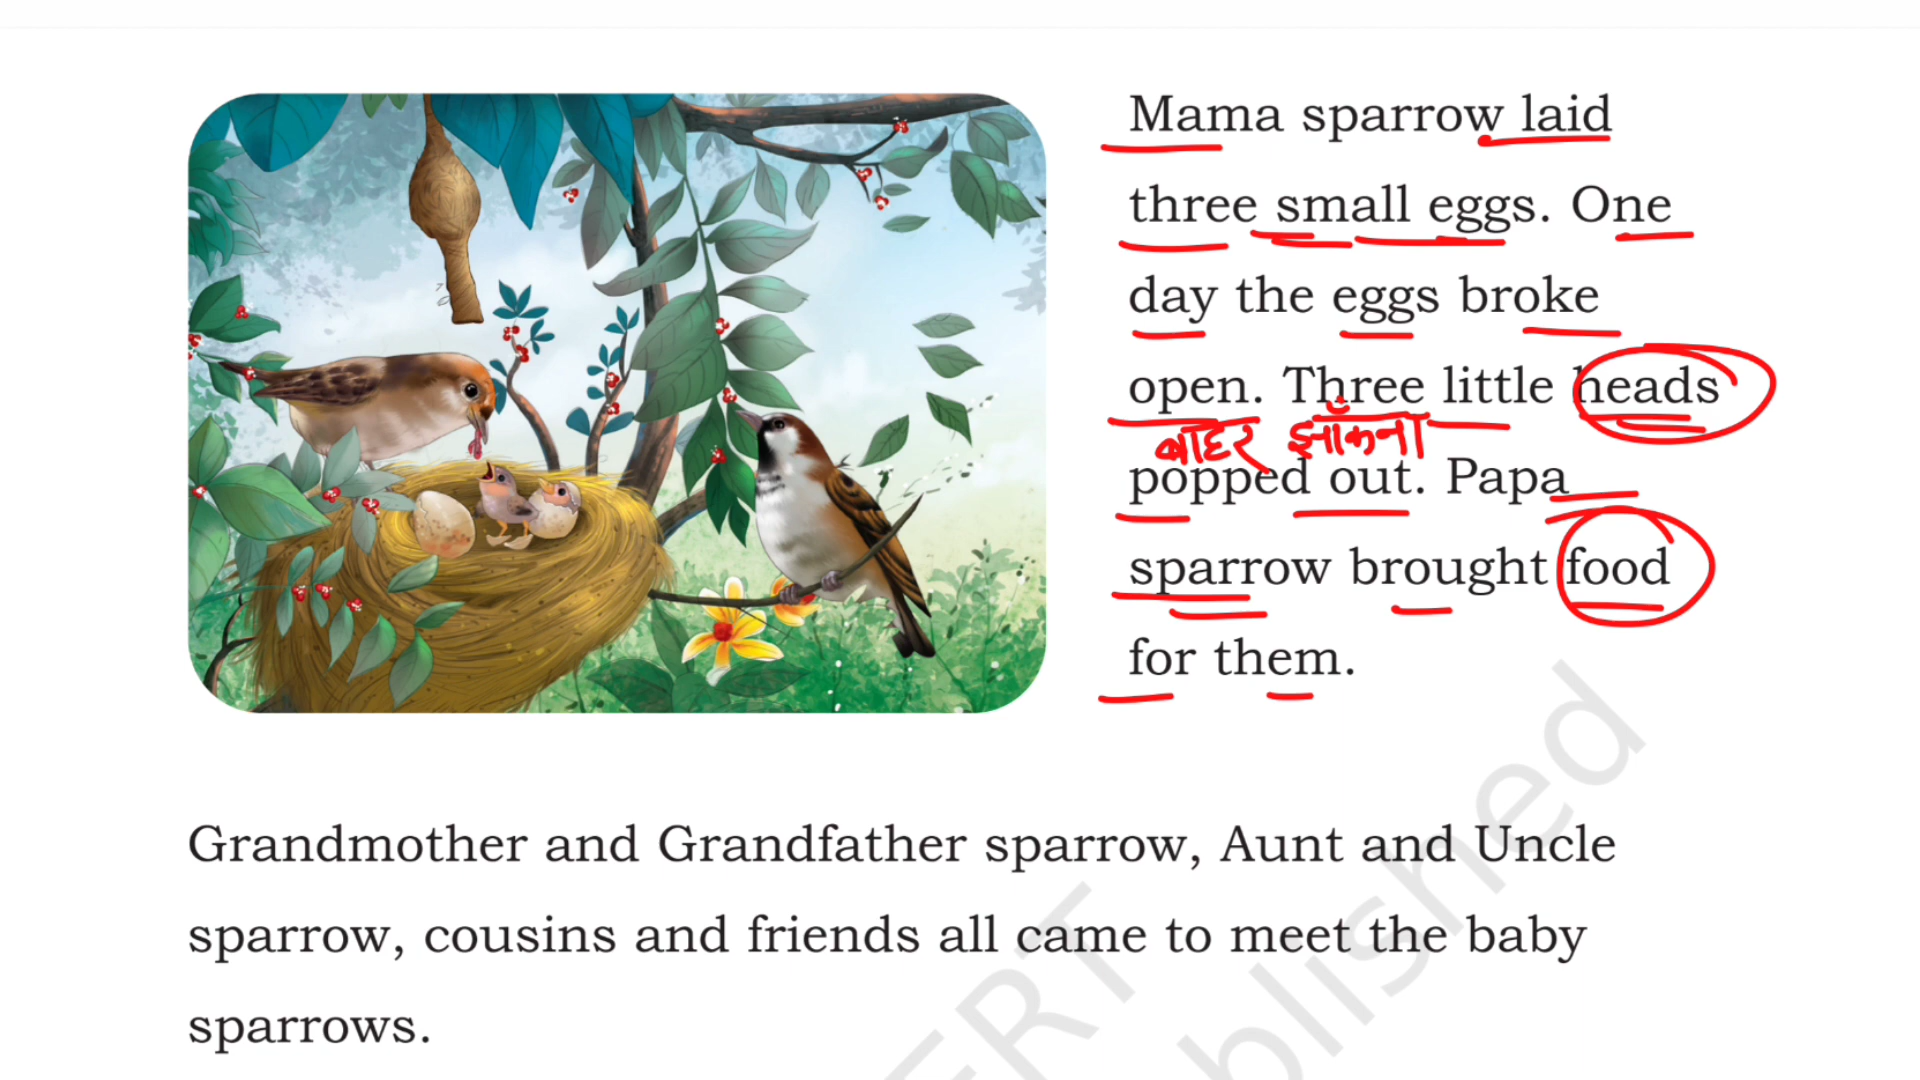 Mama sparrow laid
three small eggs. One
day the eggs broke
open. Three little heads
बाहर झाँकना
popped out. Papa
sparrow brought food
for them.
Grandmother and Grandfather sparrow, Aunt and Uncle
sparrow, cousins and friends all came to meet the baby
sparrows.